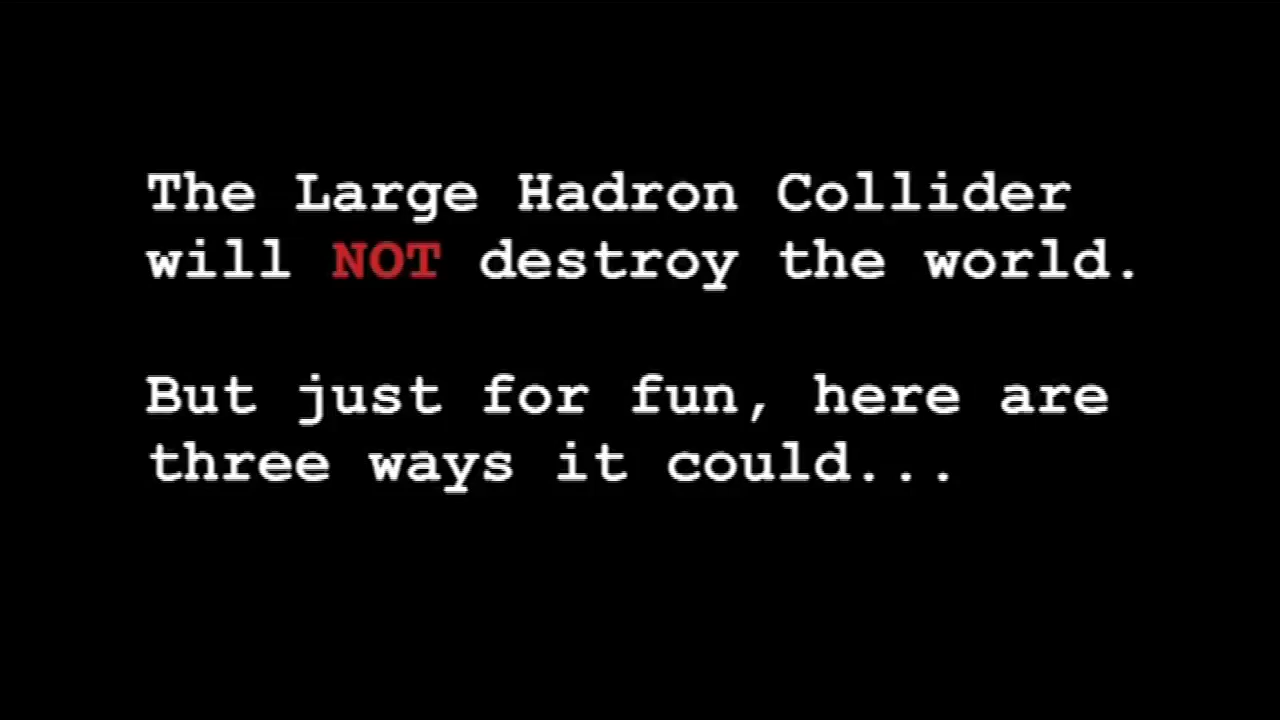 The Large Hadron Collider
will NOT destroy the world.
But just for fun, here are
three ways it could...